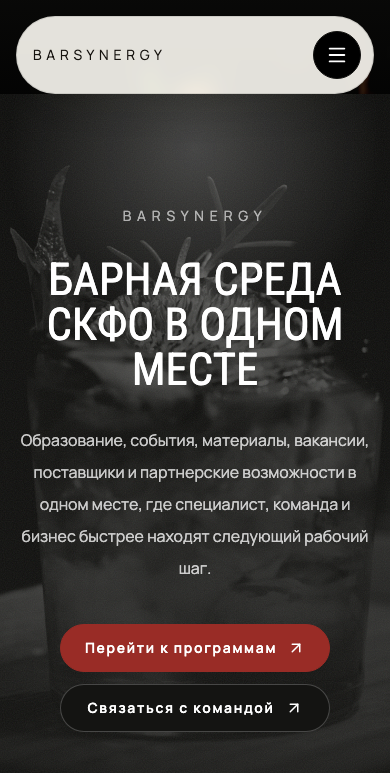 BARSYNERGY
BARSYNERGY
БАРНАЯ СРЕДА
СКФО В ОДНОМ
МЕСТЕ
Образование, события, материалы, вакансии,
поставщики и партнерские возможности в
одном месте, где специалист, команда и
бизнес быстрее находят следующий рабочий
шаг.
Перейти к программам
Связаться с командой